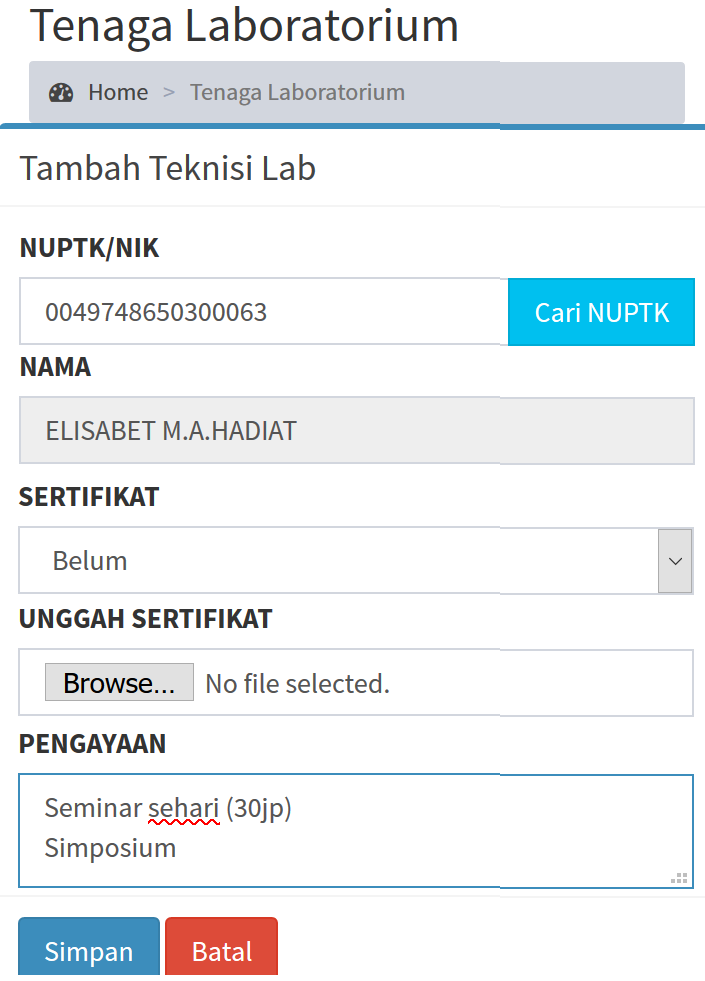 Tenaga Laboratorium
Home > Tenaga Laboratorium
Tambah Teknisi Lab
NUPTK/NIK
0049748650300063 Cari NUPTK
NAMA
ELISABET M.A.HADIAT
SERTIFIKAT
Belum
UNGGAH SERTIFIKAT
Browse... No file selected.
PENGAYAAN
Seminar sehari (30jp)
Simposium
Simpan Batal